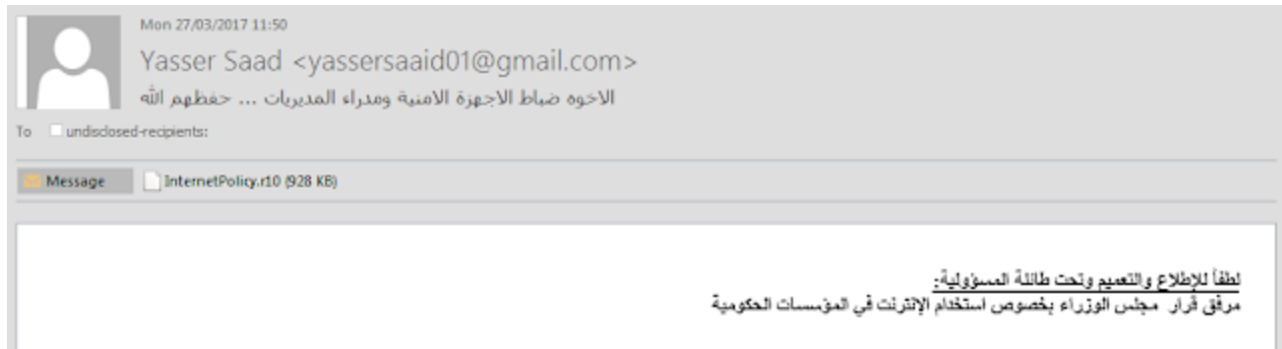 Mon 27/03/2017 11:50
Yasser Saad <yassersaaid01@gmail.com>
الاخوه ضباط الاجهزة الامنية ومدراء المديريات ... حفظهم الله
To undisclosed-recipients:
Message InternetPolicy.r10 (928 KB)
لطفاً للإطلاع والتعميم وتحت طائلة المسؤولية:
مرفق قرار مجلس الوزراء بخصوص استخدام الإنترنت في المؤسسات الحكومية